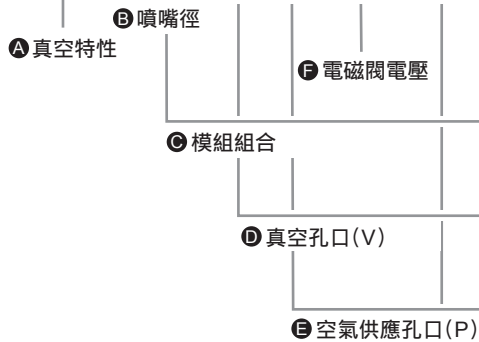 Ⓑ噴嘴徑
Ⓐ真空特性
Ⓕ電磁閥電壓
Ⓒ模組組合
Ⓓ真空孔口(V)
Ⓔ空氣供應孔口(P)